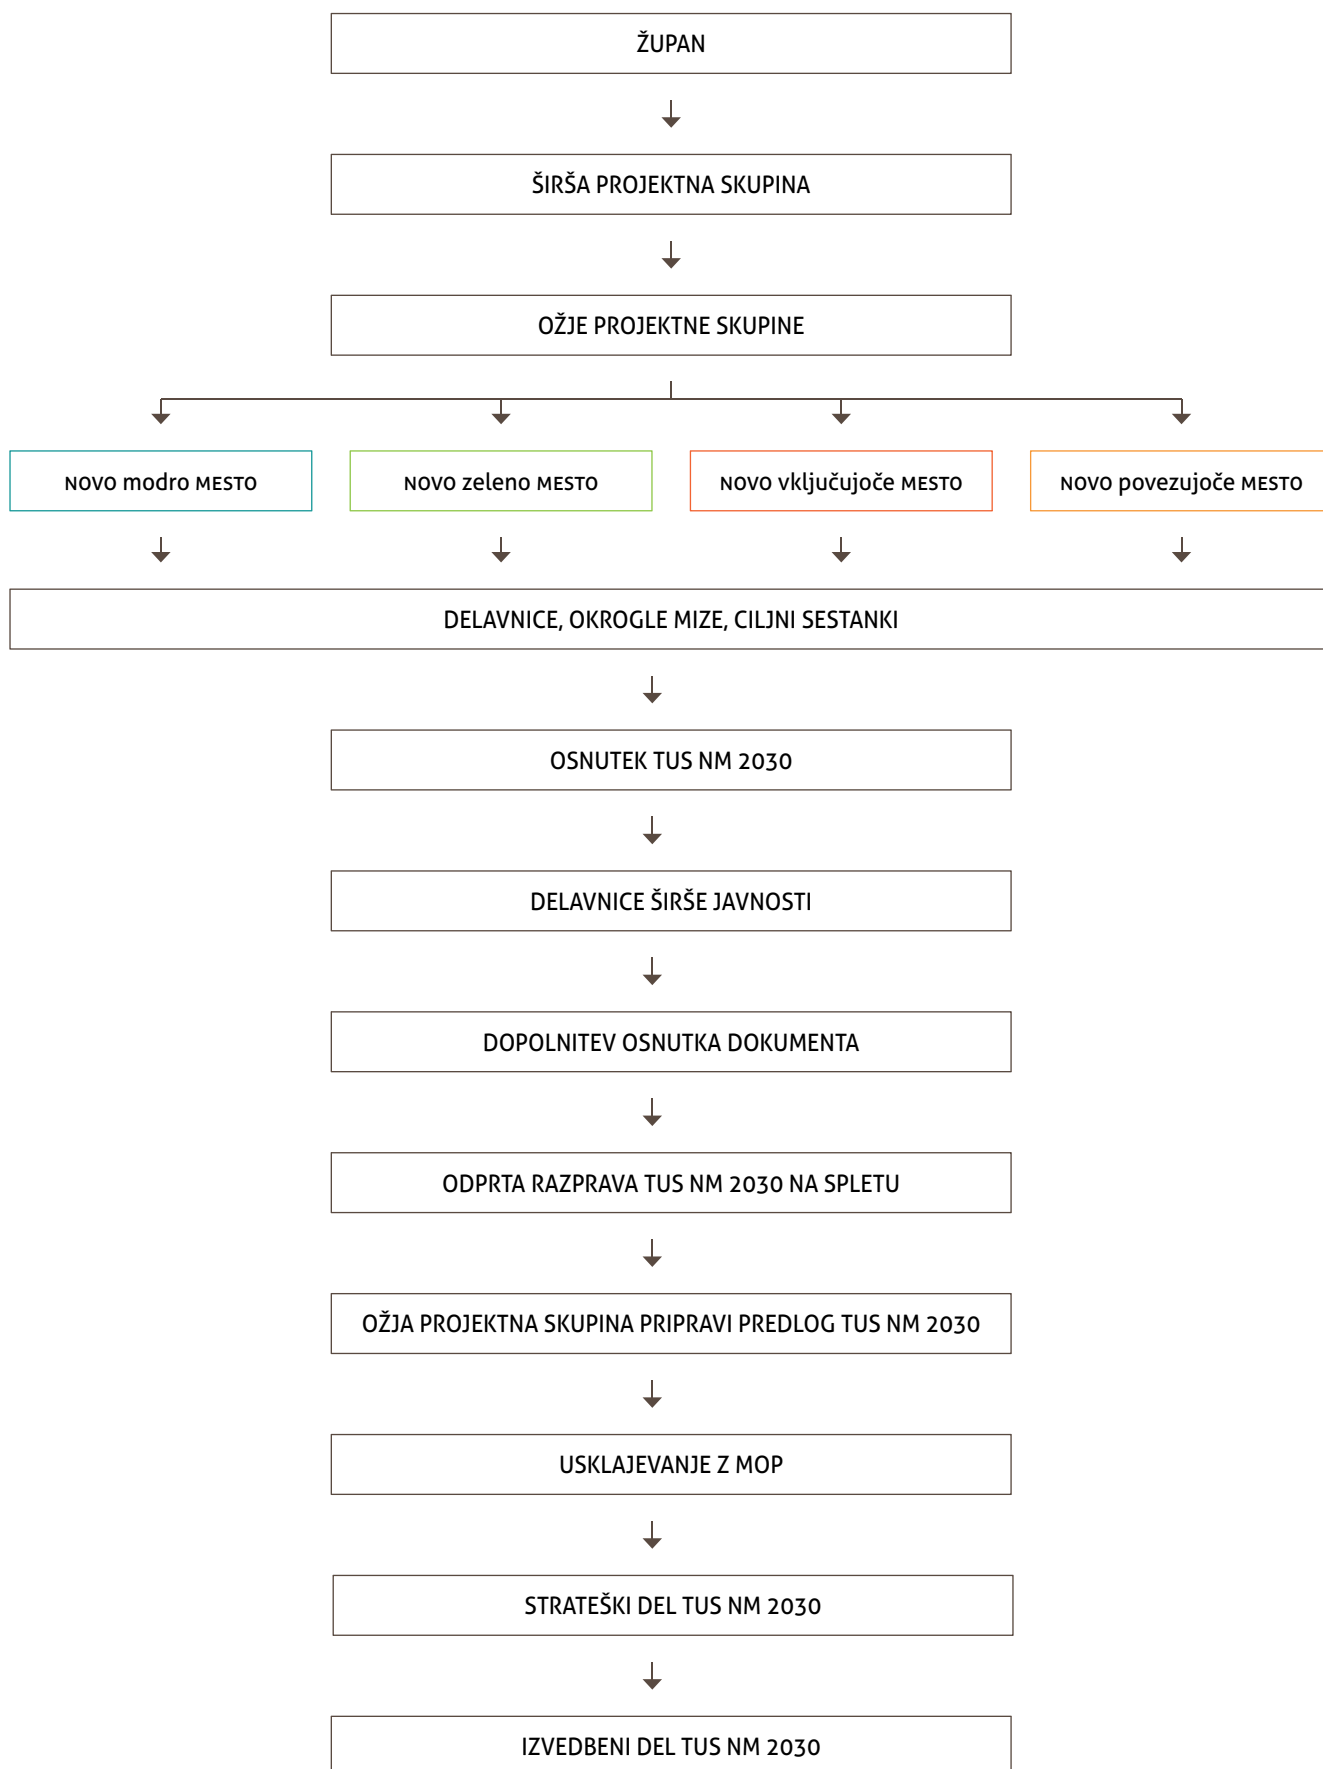 ŽUPAN
ŠIRŠA PROJEKTNA SKUPINA
OŽJE PROJEKTNE SKUPINE
NOVO modro MESTO
NOVO zeleno MESTO
NOVO vključujoče MESTO
NOVO povezujoče MESTO
DELAVNICE, OKROGLE MIZE, CILJNI SESTANKI
OSNUTEK TUS NM 2030
DELAVNICE ŠIRŠE JAVNOSTI
DOPOLNITEV OSNUTKA DOKUMENTA
ODPRTA RAZPRAVA TUS NM 2030 NA SPLETU
OŽJA PROJEKTNA SKUPINA PRIPRAVI PREDLOG TUS NM 2030
USKLAJEVANJE Z MOP
STRATEŠKI DEL TUS NM 2030
IZVEDBENI DEL TUS NM 2030